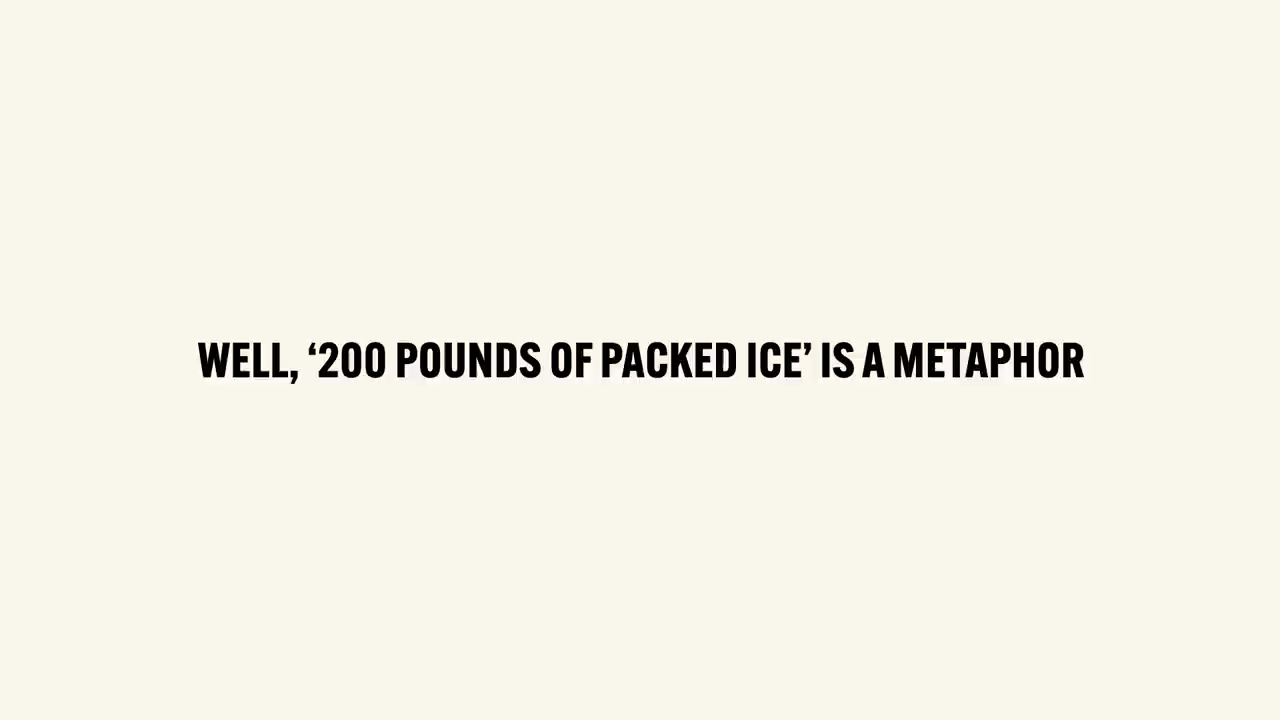 WELL, ‘200 POUNDS OF PACKED ICE’ IS A METAPHOR